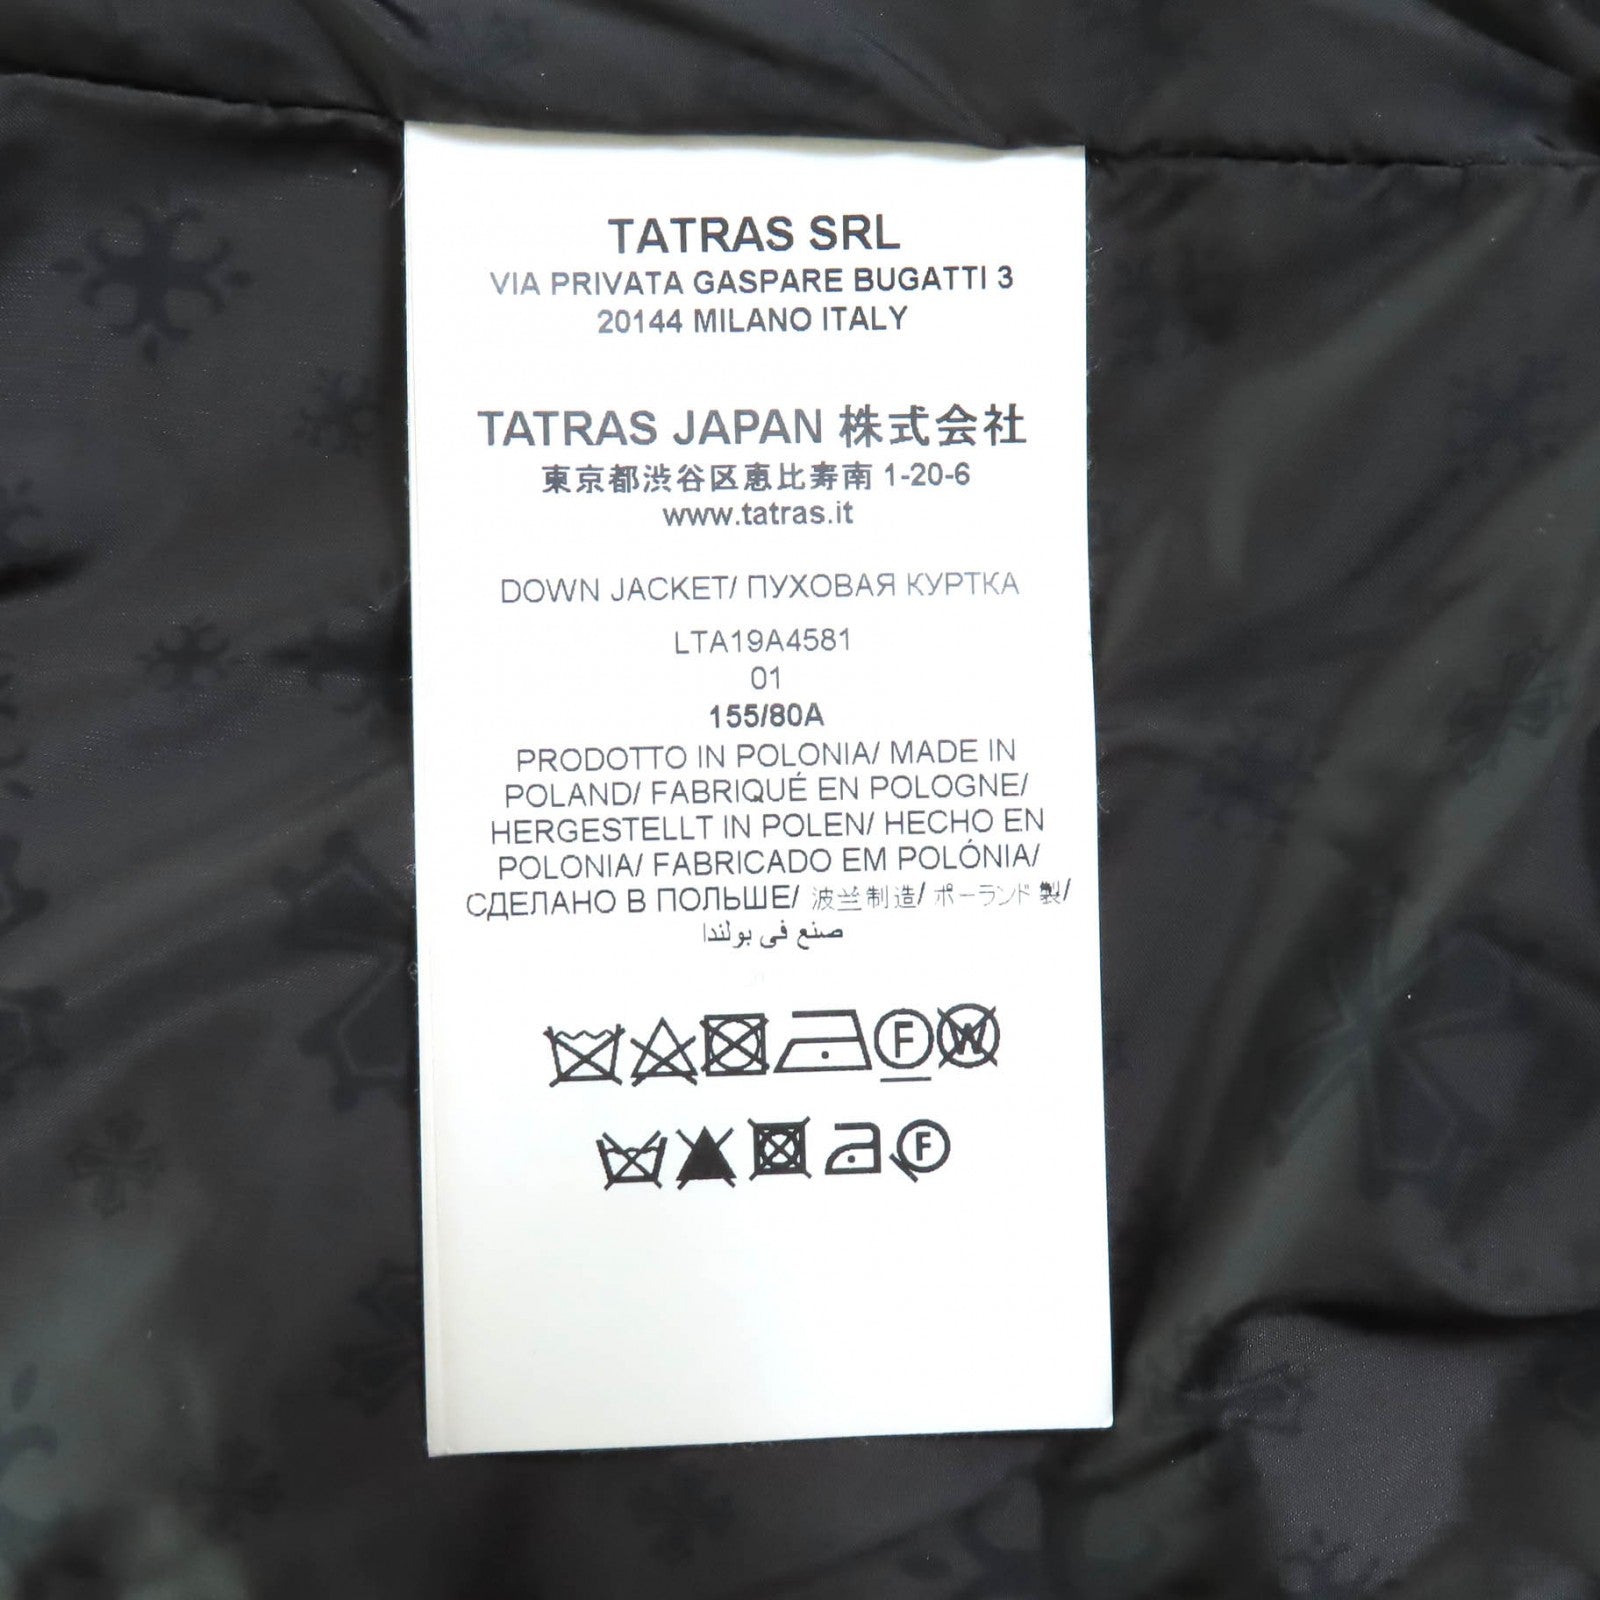 TATRAS SRL
VIA PRIVATA GASPARE BUGATTI 3
20144 MILANO ITALY
TATRAS JAPAN 株式会社
東京都渋谷区恵比寿南 1-20-6
www.tatras.it
DOWN JACKET/ ПУХОВАЯ КУРТКА
LTA19A4581
01
155/80A
PRODOTTO IN POLONIA/ MADE IN
POLAND/ FABRIQUÉ EN POLOGNE/
HERGESTELLT IN POLEN/ HECHO EN
POLONIA/ FABRICADO EM POLÓNIA/
СДЕЛАНО В ПОЛЬШЕ/ 波兰制造/ ポーランド製/
صنع في بولندا
F W
F